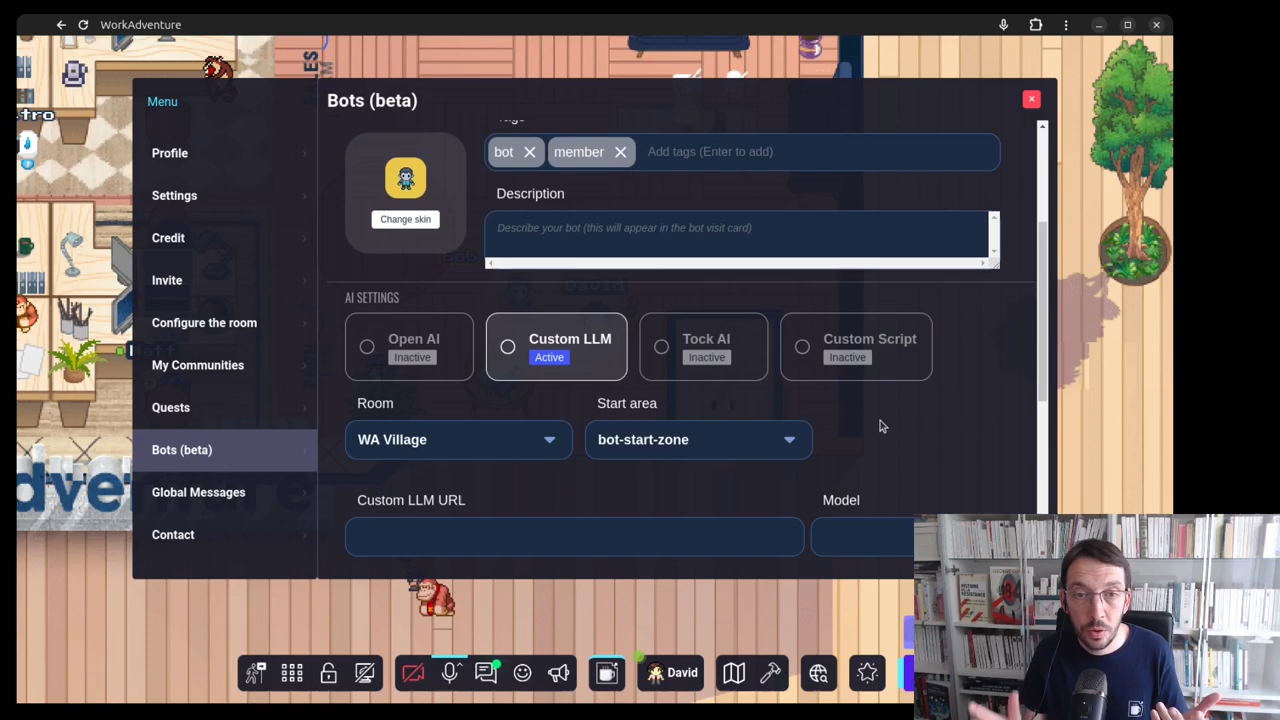 WorkAdventure
Menu
Profile
Settings
Credit
Invite
Configure the room
My Communities
Quests
Bots (beta)
Global Messages
Contact
Bots (beta)
Tags
bot
member
Add tags (Enter to add)
Change skin
Description
Describe your bot (this will appear in the bot visit card)
AI SETTINGS
Open AI
Inactive
Custom LLM
Active
Tock AI
Inactive
Custom Script
Inactive
Room
Start area
WA Village
bot-start-zone
Custom LLM URL
Model
David